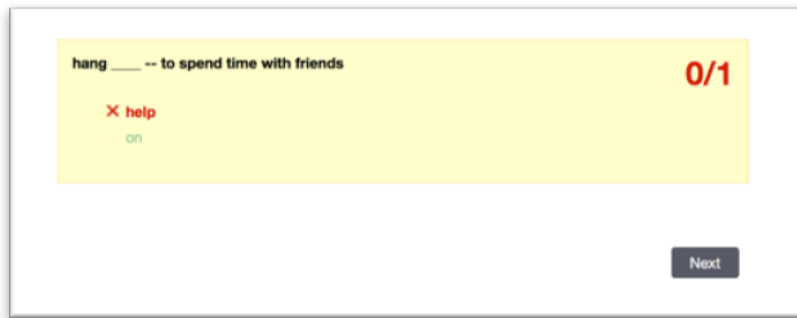 hang ____ -- to spend time with friends
0/1
✕ help
on
Next